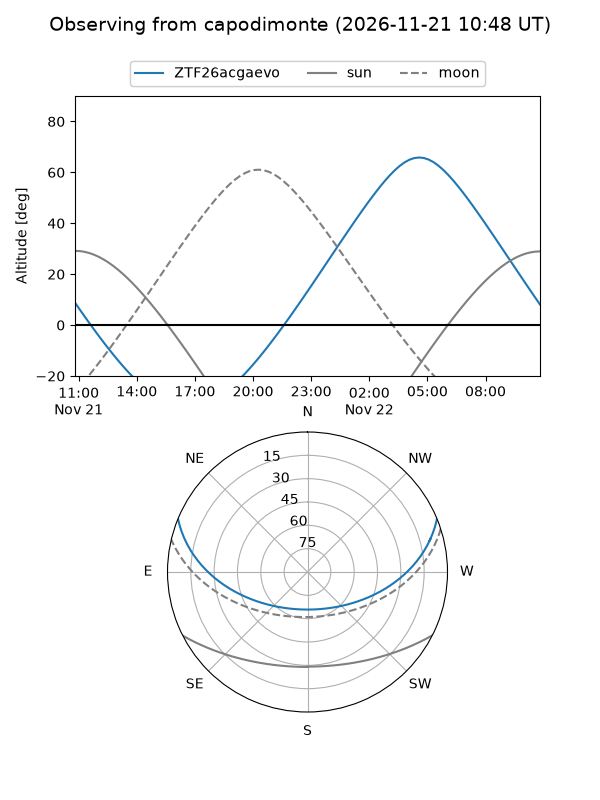 Observing from capodimonte (2026-11-21 10:48 UT)
ZTF26acgaevo sun moon
Altitude [deg]
80
60
40
20
0
−20
11:00 14:00 17:00 20:00 23:00 02:00 05:00 08:00
Nov 21 Nov 22
N
NE NW
15
30
45
60
75
E W
SE SW
S